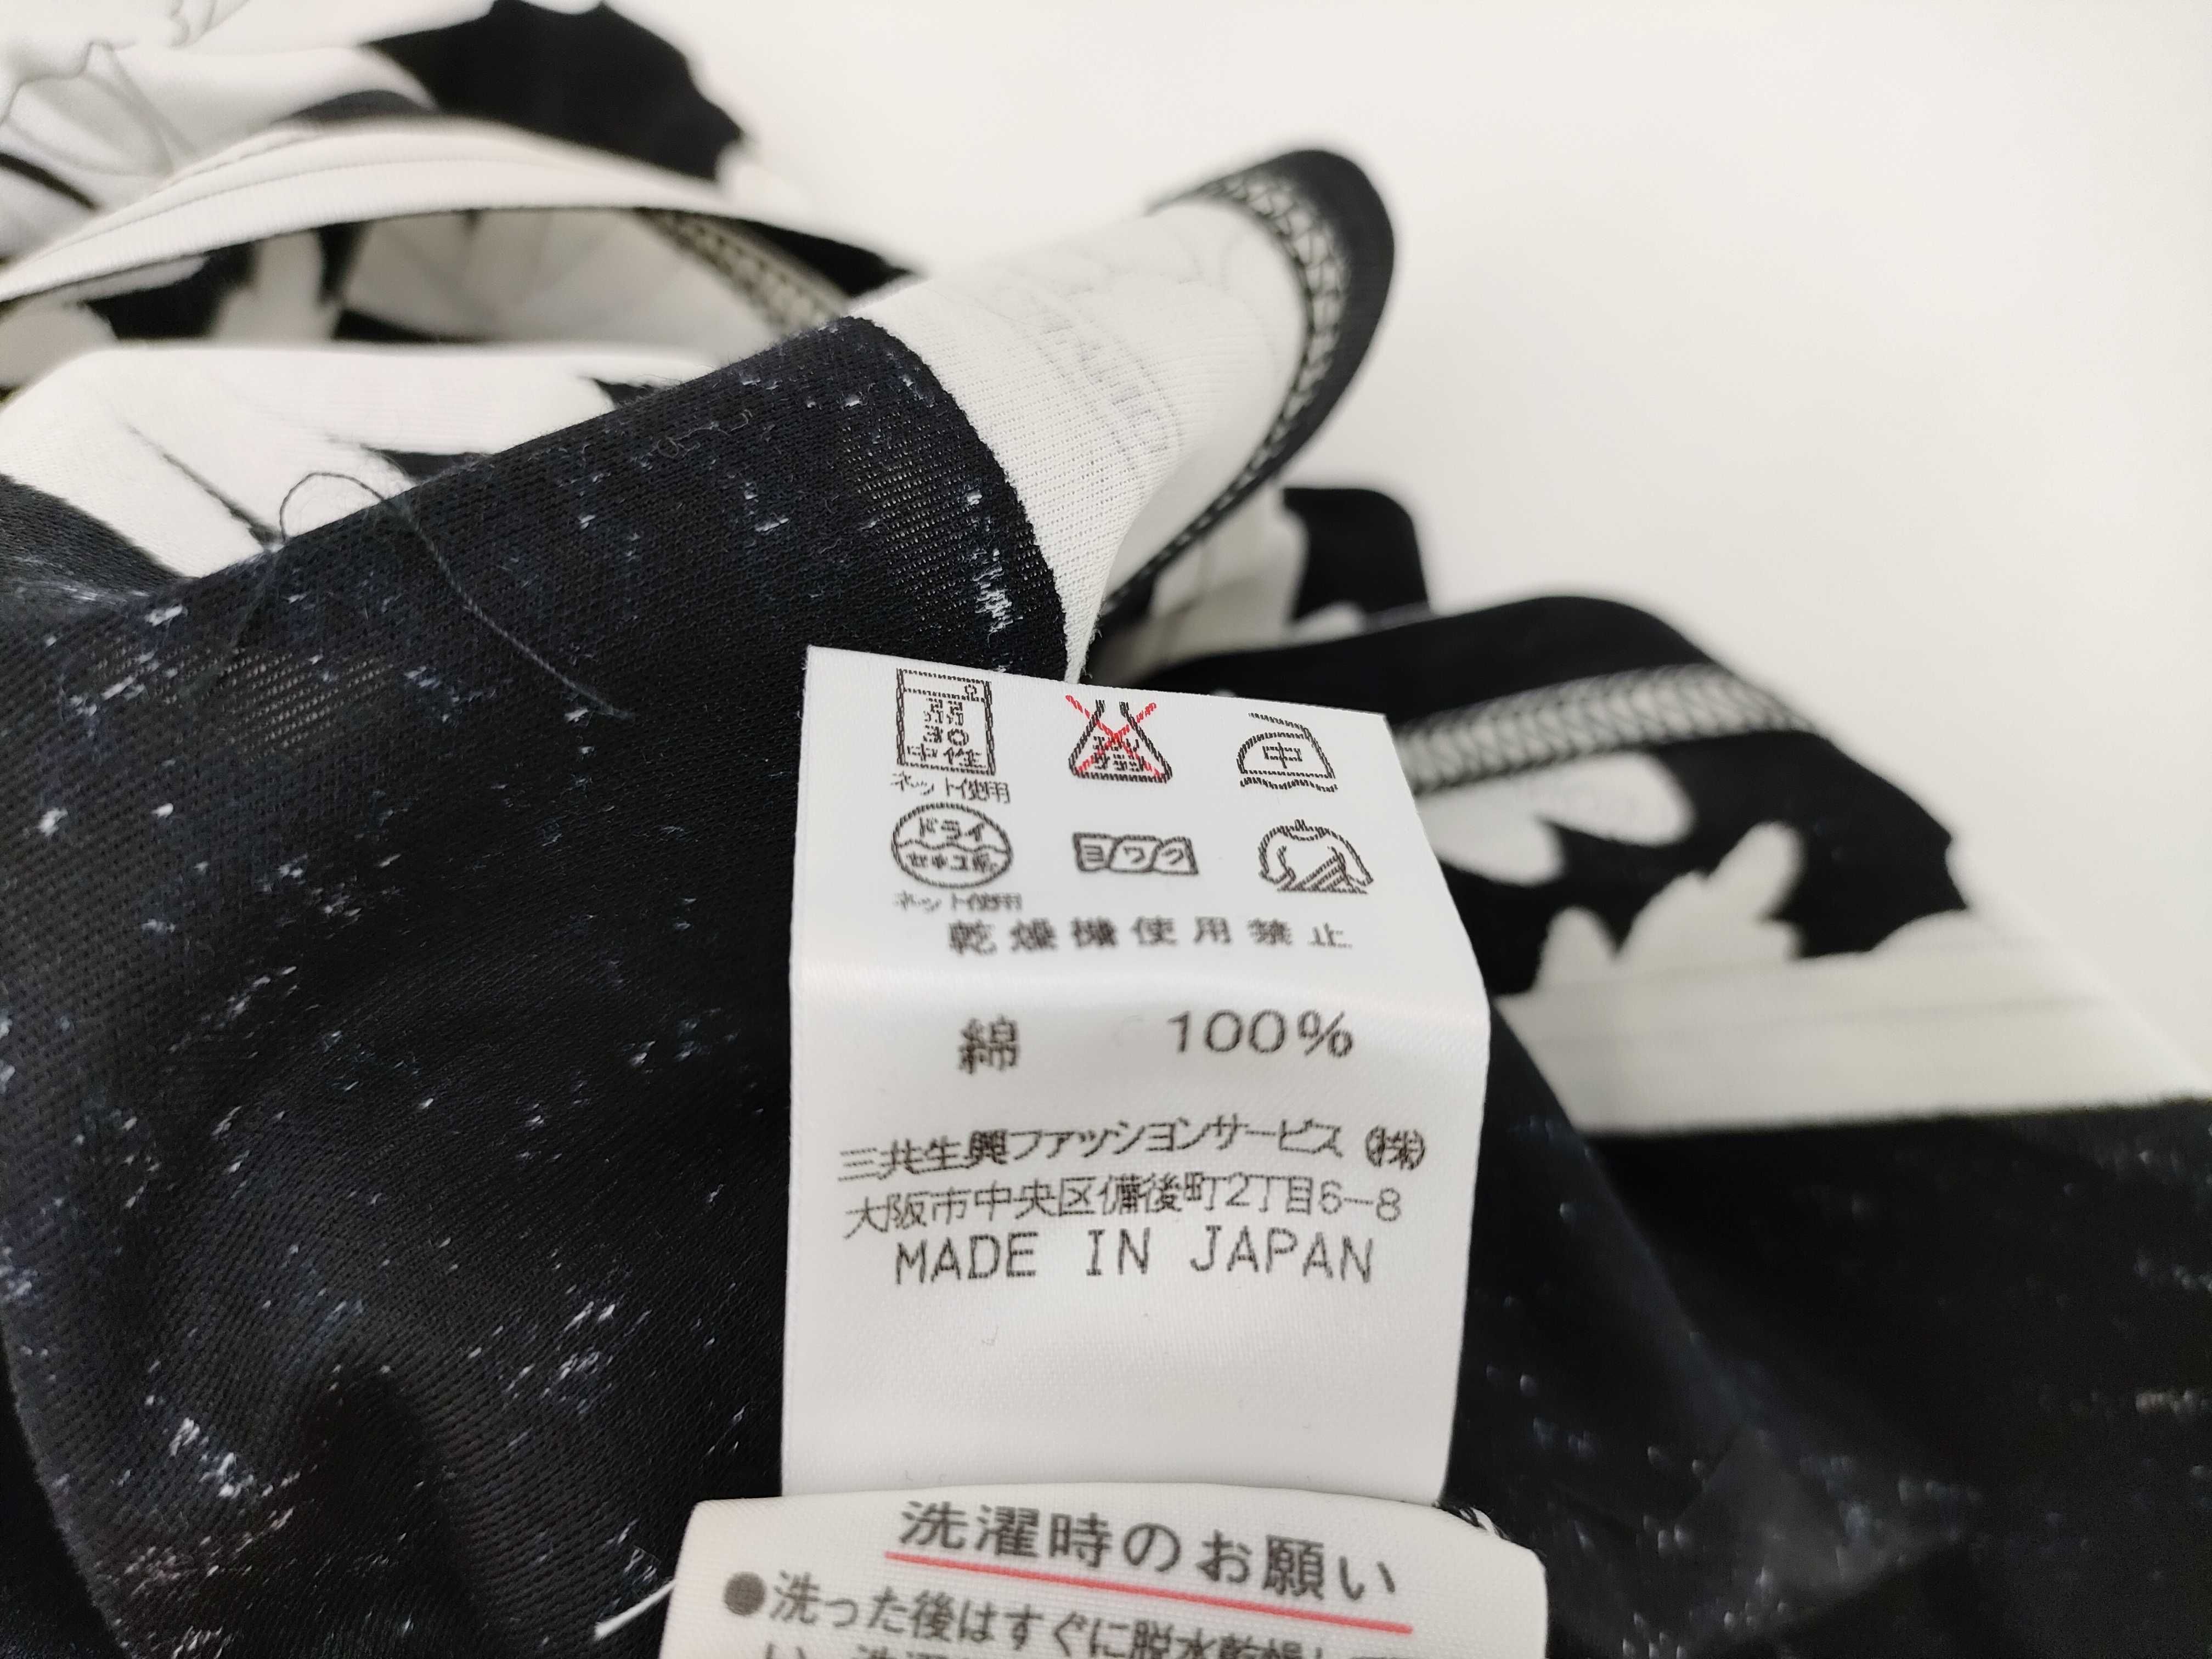 弱
30
中性
ネット使用
中
ドライ
セキユ系
ネット使用
ヨワク
乾燥機使用禁止
綿 100%
三共生興ファッションサービス(株)
大阪市中央区備後町2丁目6-8
MADE IN JAPAN
洗濯時のお願い
●洗った後はすぐに脱水乾燥し